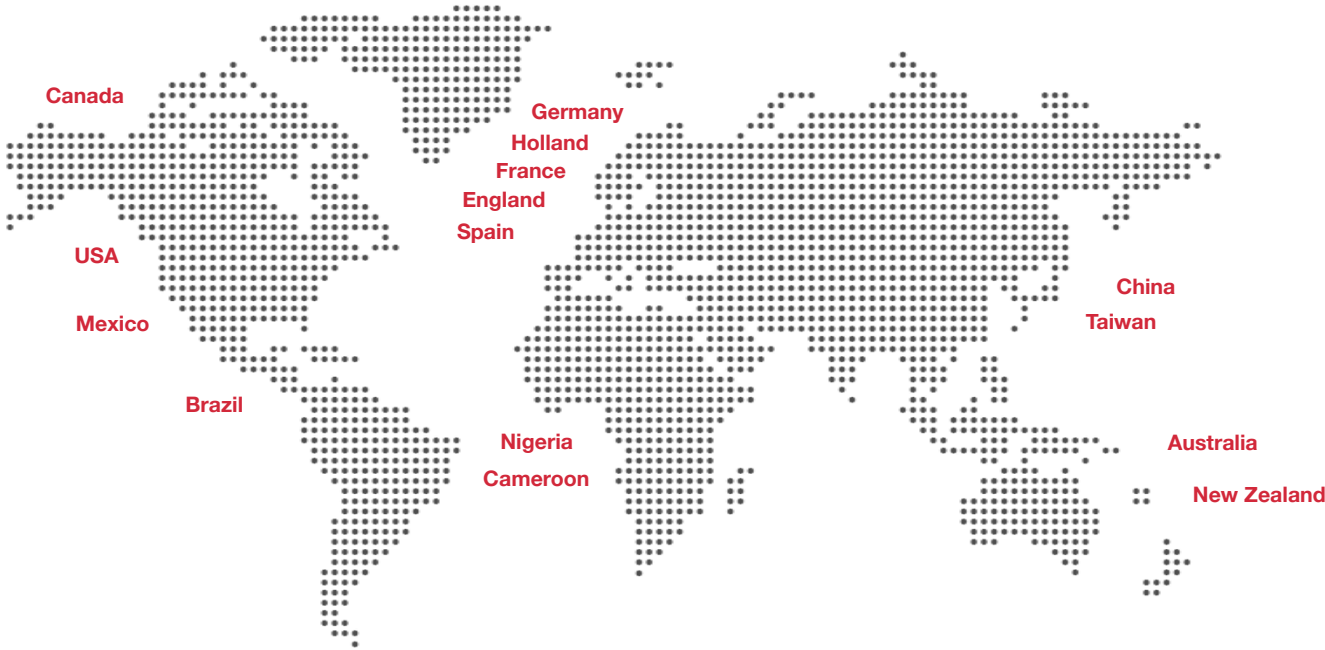 Canada
Germany
Holland
France
England
Spain
USA
China
Mexico
Taiwan
Brazil
Nigeria
Australia
Cameroon
New Zealand